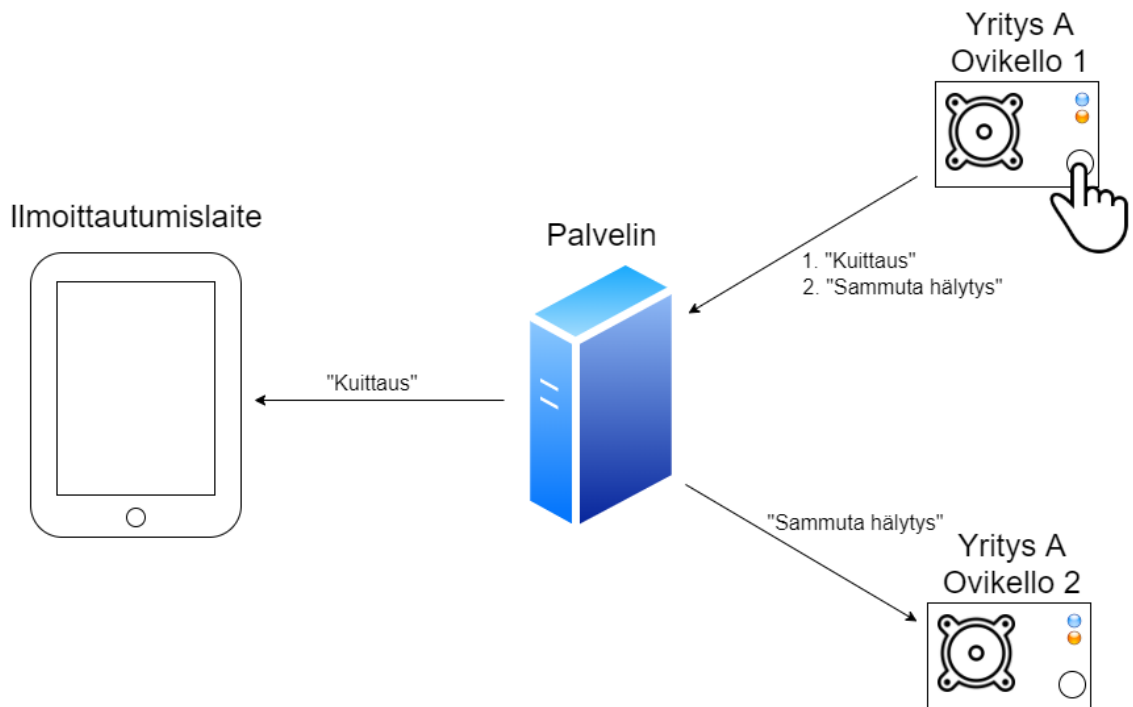 Yritys A
Ovikello 1
Ilmoittautumislaite
Palvelin
1. "Kuittaus"
2. "Sammuta hälytys"
"Kuittaus"
"Sammuta hälytys"
Yritys A
Ovikello 2